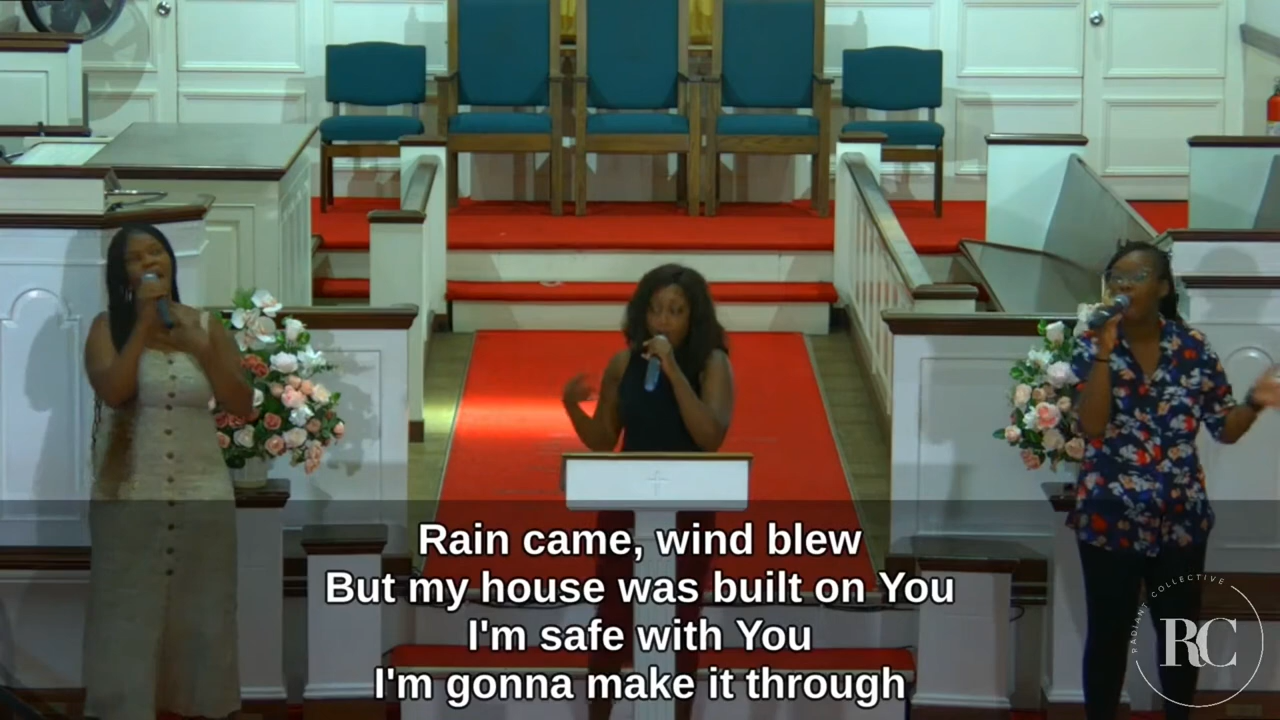 Rain came, wind blew
But my house was built on You
I'm safe with You
I'm gonna make it through
RADIANT COLLECTIVE
RC